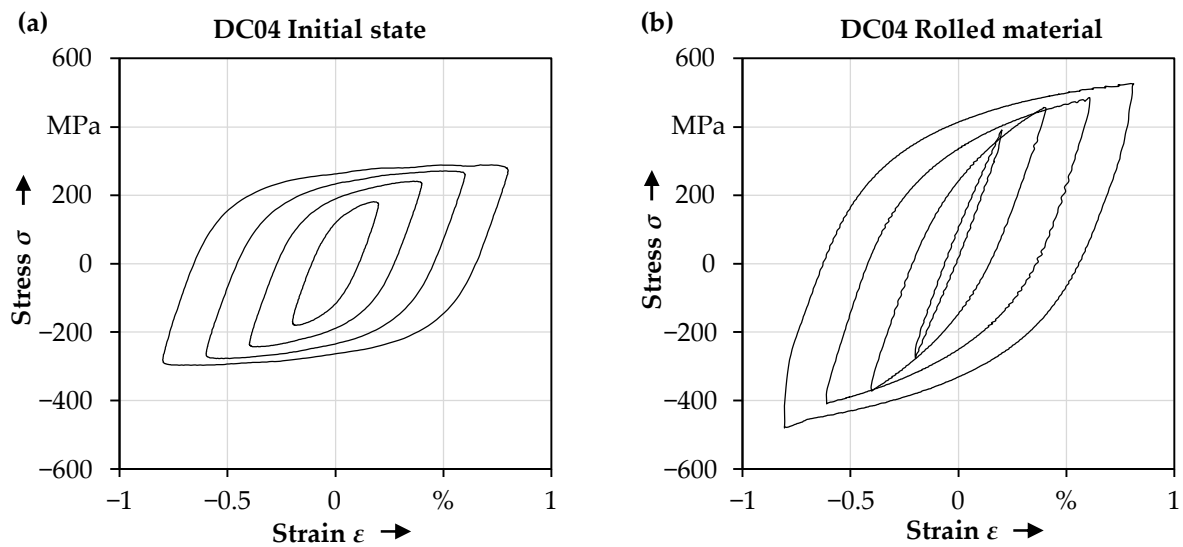 (a)
DC04 Initial state
600
MPa
200
0
−200
−400
−600
Stress σ
−1
−0.5
0
%
1
Strain ε
(b)
DC04 Rolled material
600
MPa
200
0
−200
−400
−600
Stress σ
−1
−0.5
0
%
1
Strain ε